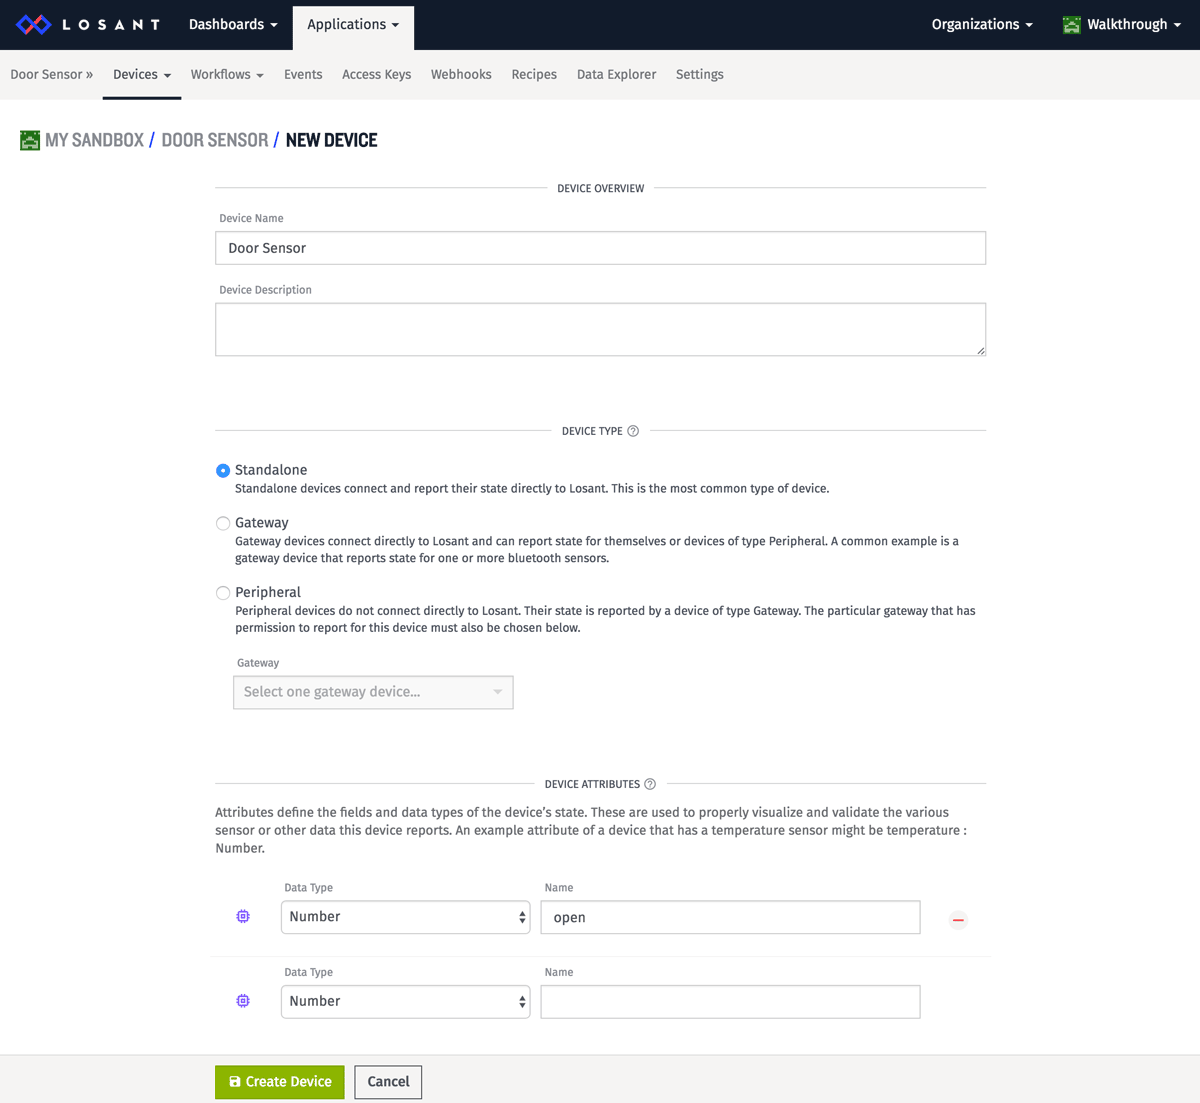 LOSANT Dashboards Applications Organizations Walkthrough
Door Sensor » Devices Workflows Events Access Keys Webhooks Recipes Data Explorer Settings
MY SANDBOX / DOOR SENSOR / NEW DEVICE
DEVICE OVERVIEW
Device Name
Door Sensor
Device Description
DEVICE TYPE ?
Standalone
Standalone devices connect and report their state directly to Losant. This is the most common type of device.
Gateway
Gateway devices connect directly to Losant and can report state for themselves or devices of type Peripheral. A common example is a
gateway device that reports state for one or more bluetooth sensors.
Peripheral
Peripheral devices do not connect directly to Losant. Their state is reported by a device of type Gateway. The particular gateway that has
permission to report for this device must also be chosen below.
Gateway
Select one gateway device...
DEVICE ATTRIBUTES ?
Attributes define the fields and data types of the device’s state. These are used to properly visualize and validate the various
sensor or other data this device reports. An example attribute of a device that has a temperature sensor might be temperature :
Number.
Data Type Name
Number open
Data Type Name
Number
Create Device Cancel